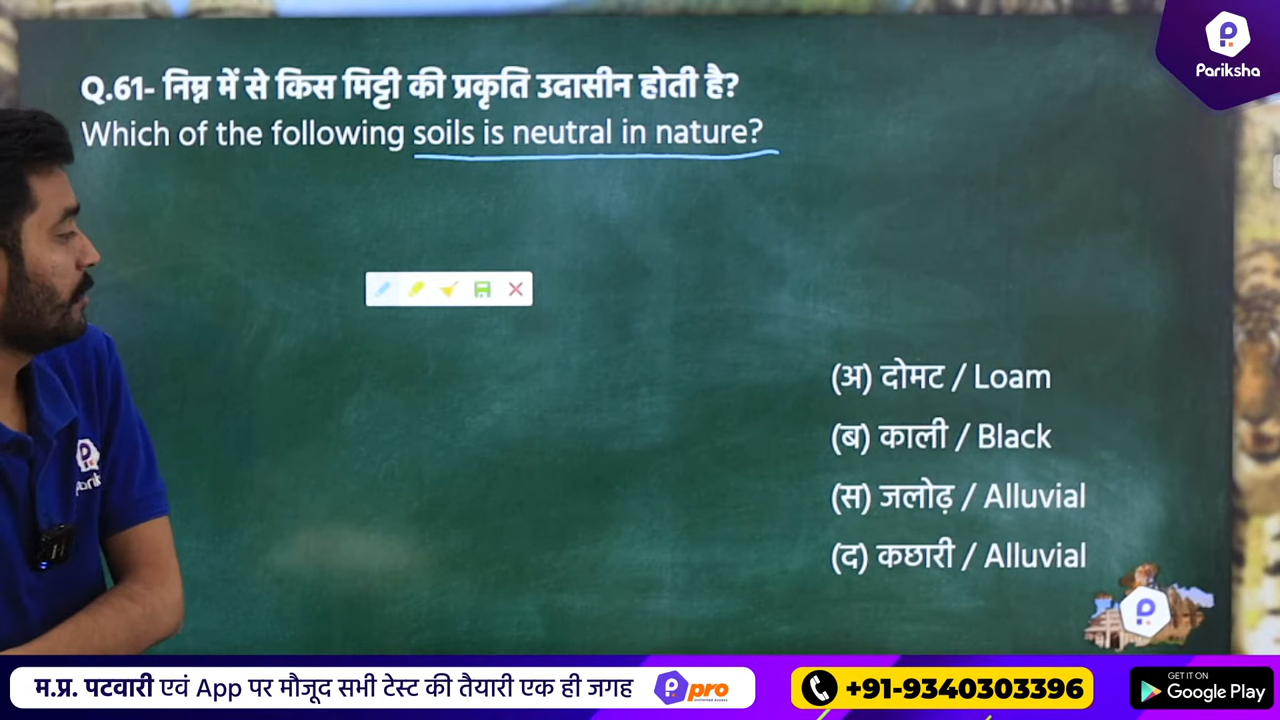 Pariksha
Q.61- निम्न में से किस मिट्टी की प्रकृति उदासीन होती है?
Which of the following soils is neutral in nature?
(अ) दोमट / Loam
(ब) काली / Black
(स) जलोढ़ / Alluvial
(द) कछारी / Alluvial
म.प्र. पटवारी एवं App पर मौजूद सभी टेस्ट की तैयारी एक ही जगह
pro
+91-9340303396
GET IT ON
Google Play